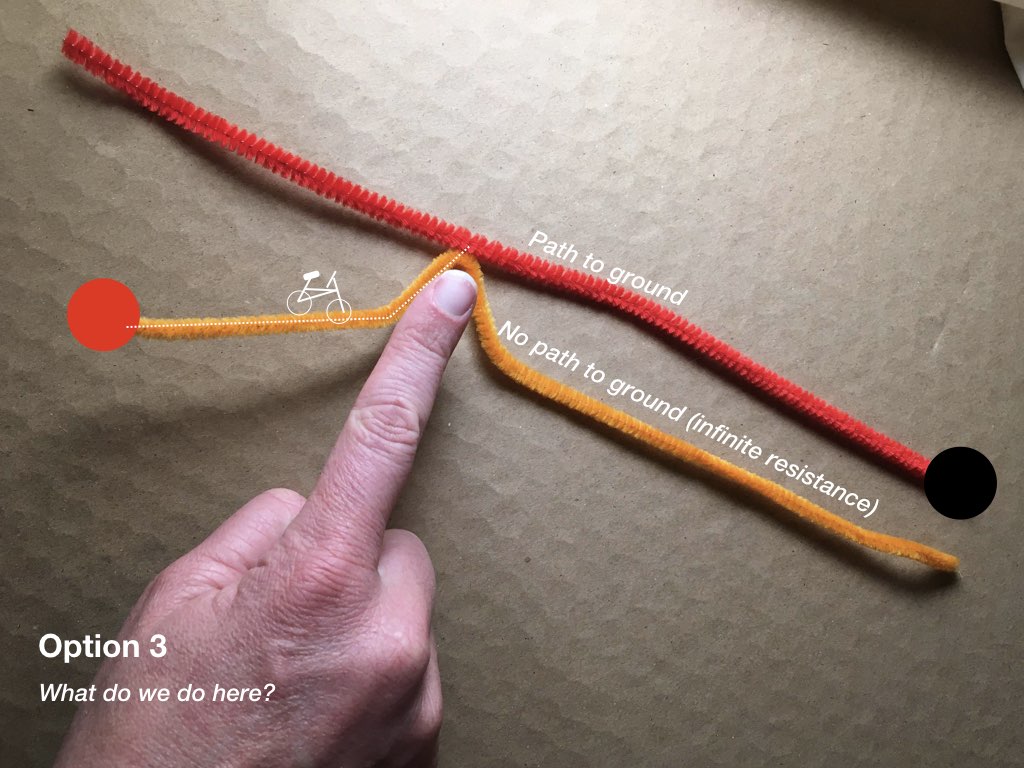 Path to ground
No path to ground (infinite resistance)
Option 3
What do we do here?